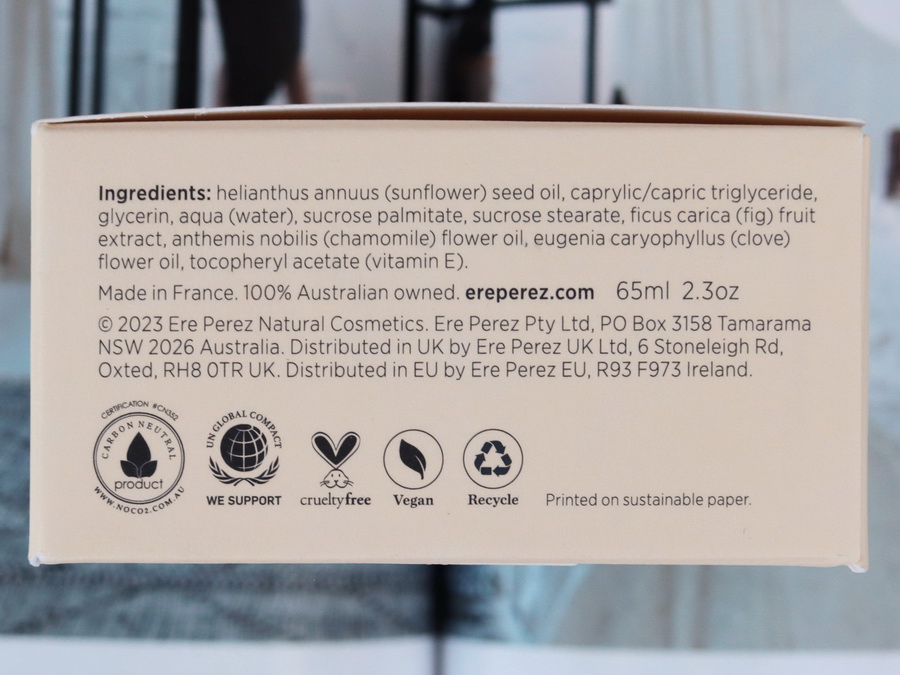 Ingredients: helianthus annuus (sunflower) seed oil, caprylic/capric triglyceride,
glycerin, aqua (water), sucrose palmitate, sucrose stearate, ficus carica (fig) fruit
extract, anthemis nobilis (chamomile) flower oil, eugenia caryophyllus (clove)
flower oil, tocopheryl acetate (vitamin E).
Made in France. 100% Australian owned. ereperez.com 65ml 2.3oz
© 2023 Ere Perez Natural Cosmetics. Ere Perez Pty Ltd, PO Box 3158 Tamarama
NSW 2026 Australia. Distributed in UK by Ere Perez UK Ltd, 6 Stoneleigh Rd,
Oxted, RH8 0TR UK. Distributed in EU by Ere Perez EU, R93 F973 Ireland.
CERTIFICATION #CN352
CARBON NEUTRAL
product
WWW.NOCO2.COM.AU
UN GLOBAL COMPACT
WE SUPPORT
crueltyfree
Vegan
Recycle
Printed on sustainable paper.